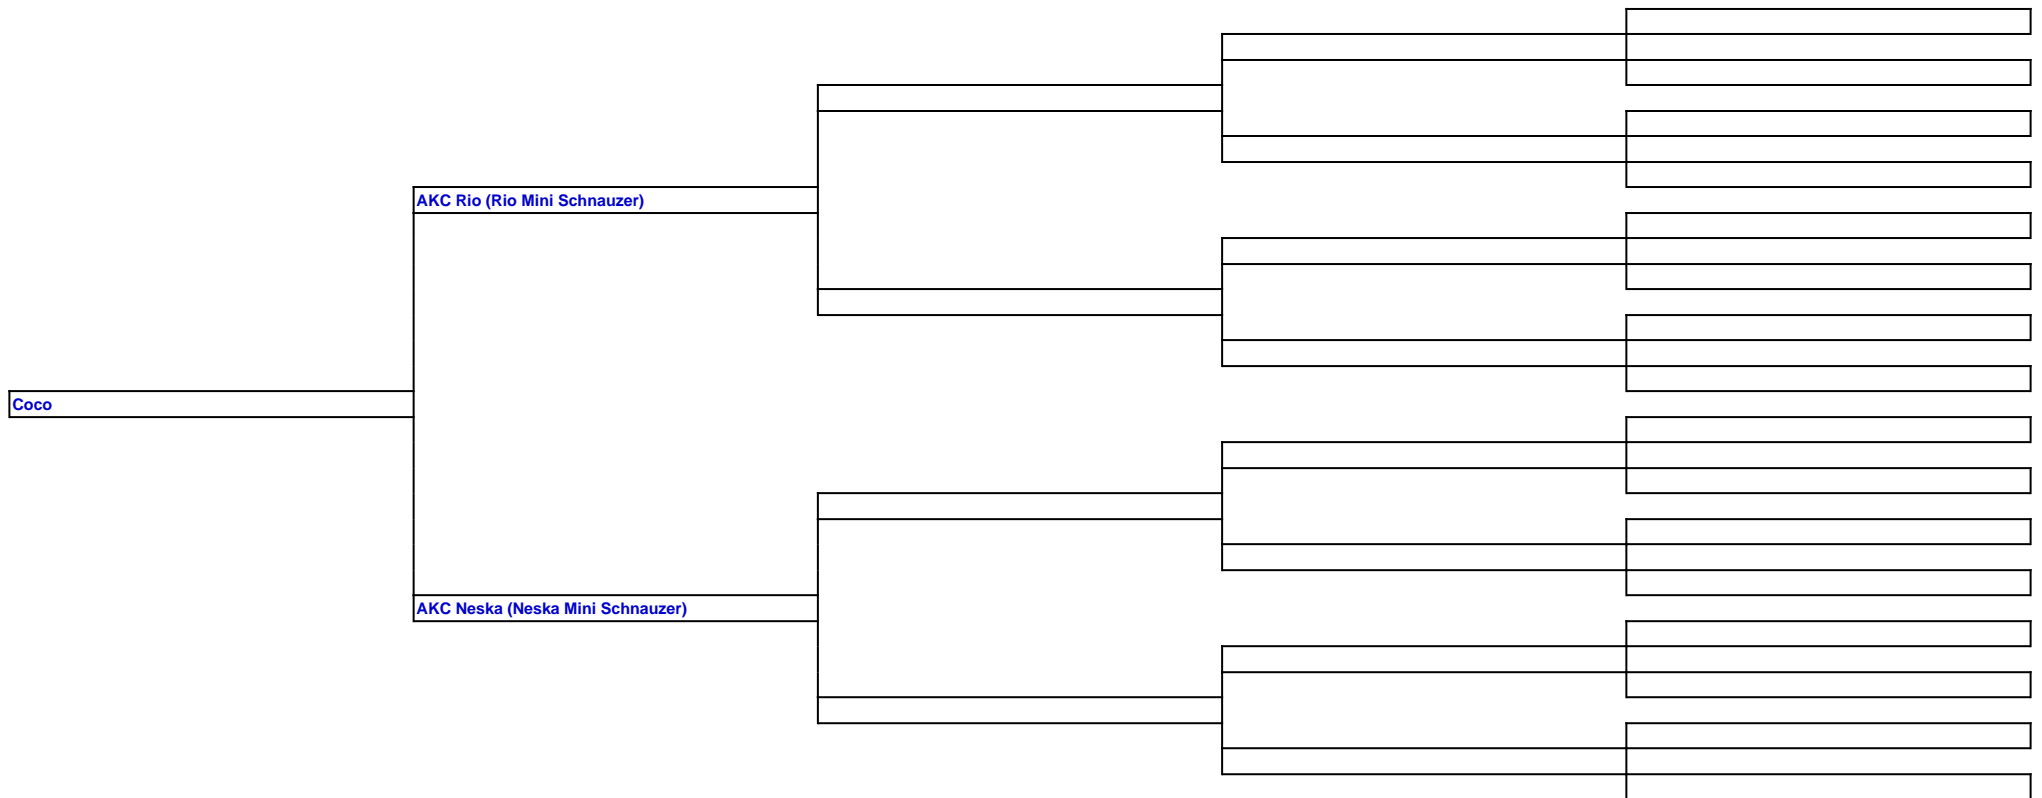 AKC Rio (Rio Mini Schnauzer)
Coco
AKC Neska (Neska Mini Schnauzer)